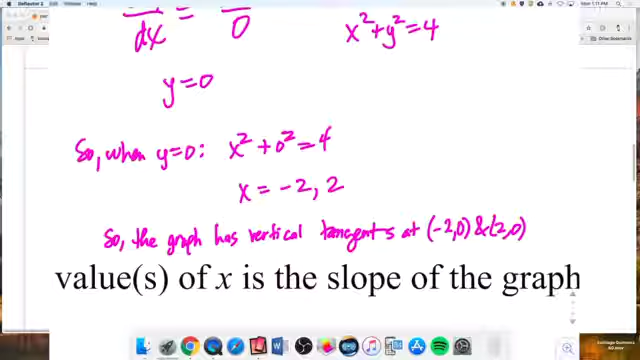 dx = 0
x² + y² = 4
y = 0
So, when y=0: x² + 0² = 4
x = -2, 2
So, the graph has vertical tangents at (-2,0) & (2,0)
value(s) of x is the slope of the graph